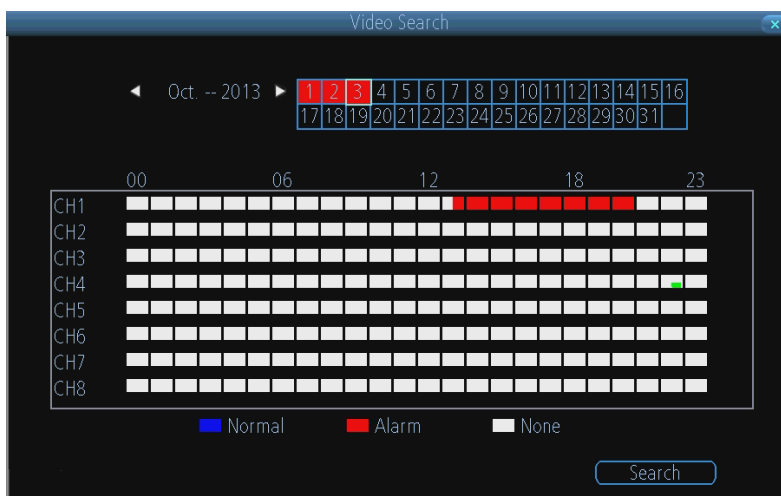 Video Search
Oct. -- 2013
1 2 3 4 5 6 7 8 9 10 11 12 13 14 15 16
17 18 19 20 21 22 23 24 25 26 27 28 29 30 31
00 06 12 18 23
CH1
CH2
CH3
CH4
CH5
CH6
CH7
CH8
Normal Alarm None
Search